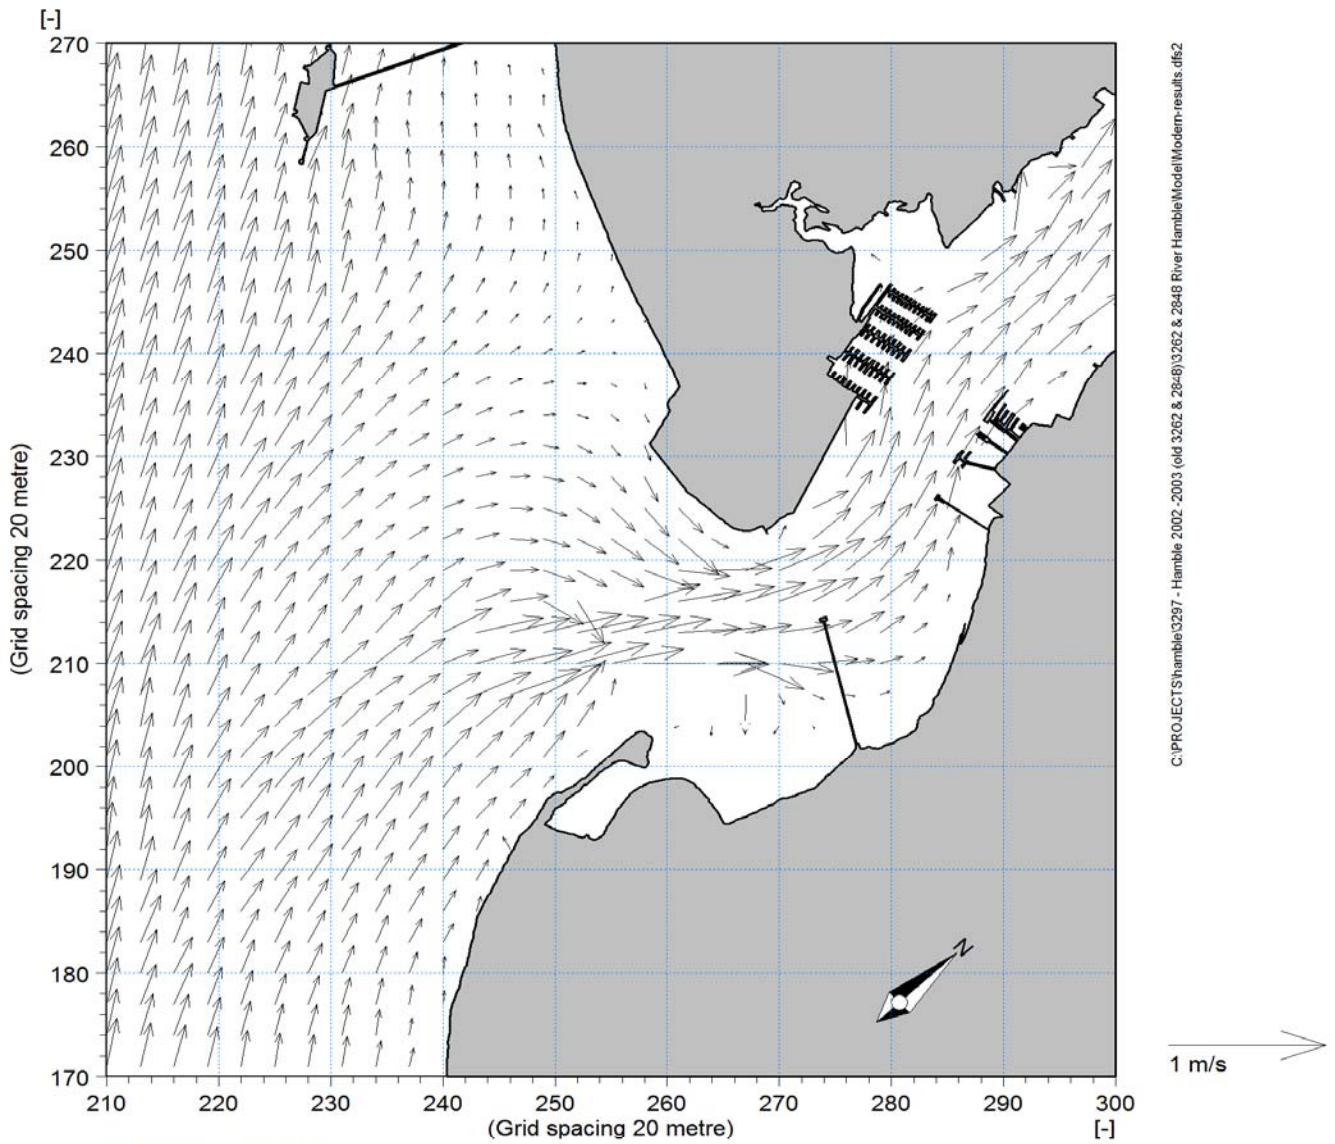 [-]
270
260
250
240
230
220
210
200
190
180
170
(Grid spacing 20 metre)
210 220 230 240 250 260 270 280 290 300
(Grid spacing 20 metre)
[-]
N
1 m/s
C:\PROJECTS\hamble\3297 - Hamble 2002 2003 (old 3262 & 2848)\3262 & 2848 River Hamble\Model\Modern-results.dfs2